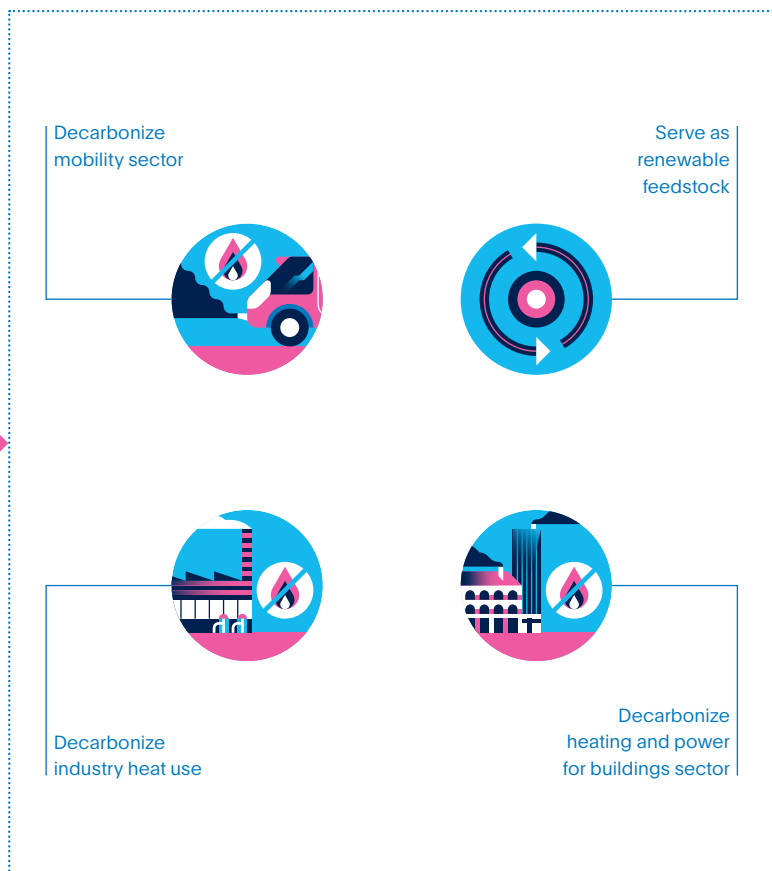 Decarbonize
mobility sector
Serve as
renewable
feedstock
Decarbonize
industry heat use
Decarbonize
heating and power
for buildings sector